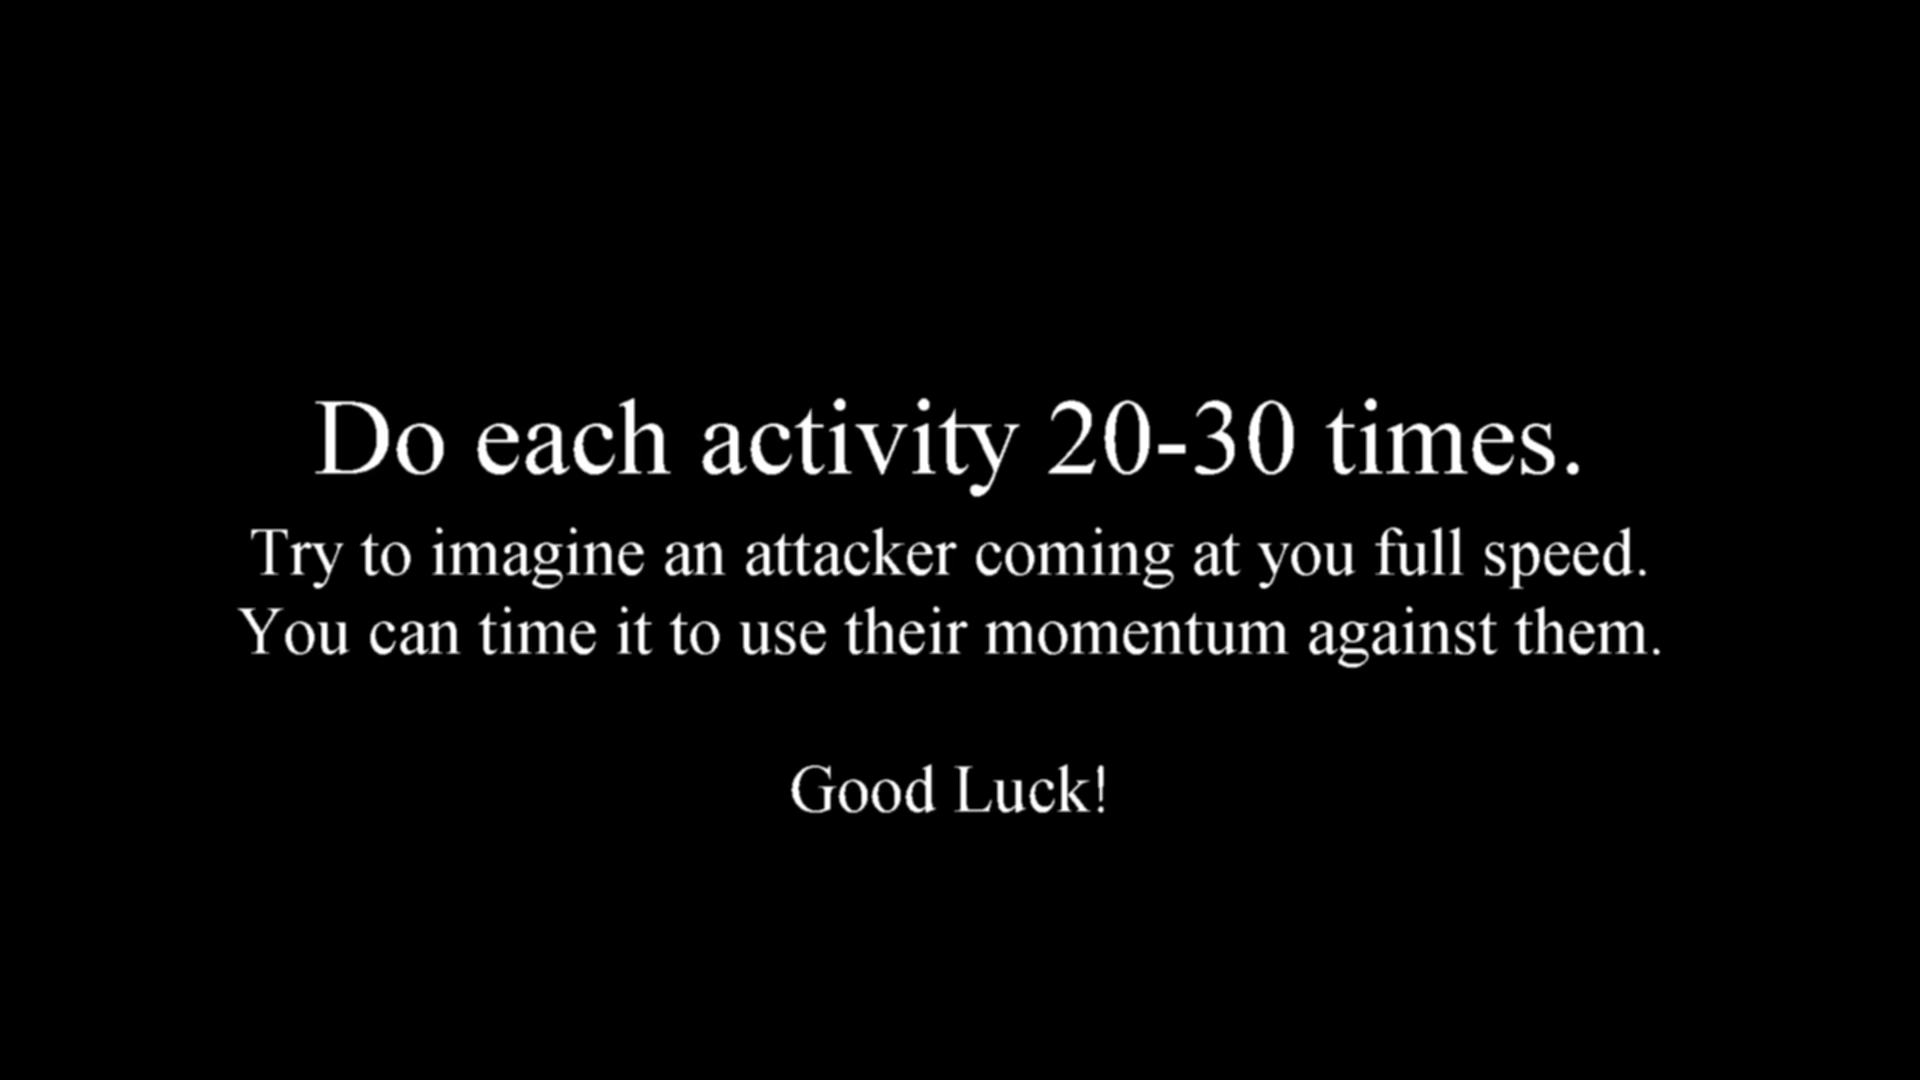 Do each activity 20-30 times.
Try to imagine an attacker coming at you full speed.
You can time it to use their momentum against them.
Good Luck!